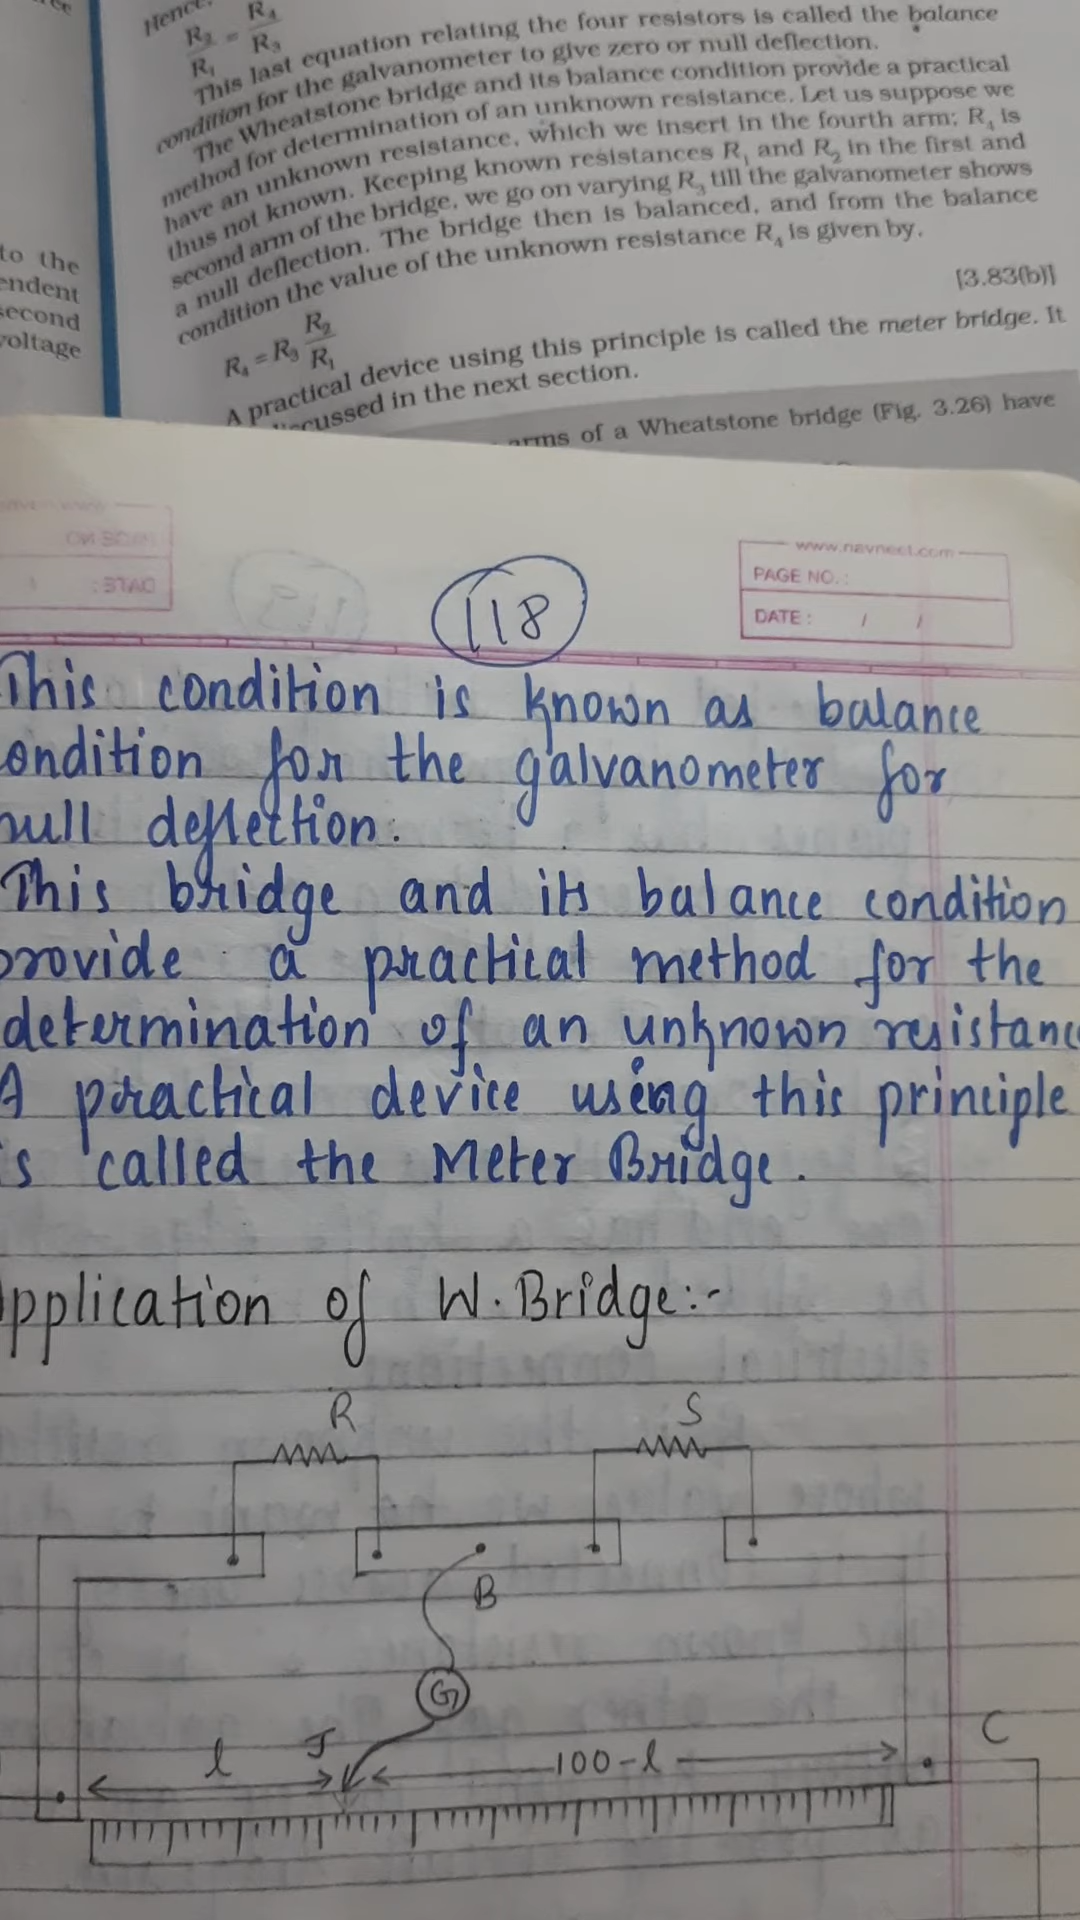 Hence,
R₂ = R₄
R₁ R₃
This last equation relating the four resistors is called the balance
condition for the galvanometer to give zero or null deflection.
The Wheatstone bridge and its balance condition provide a practical
method for determination of an unknown resistance. Let us suppose we
have an unknown resistance, which we insert in the fourth arm; R₄ is
thus not known. Keeping known resistances R₁ and R₂ in the first and
second arm of the bridge, we go on varying R₃ till the galvanometer shows
a null deflection. The bridge then is balanced, and from the balance
condition the value of the unknown resistance R₄ is given by,
R₄ = R₃ R₂
R₁
[3.83(b)]
A practical device using this principle is called the meter bridge. It
discussed in the next section.
arms of a Wheatstone bridge (Fig. 3.26) have
to the
endent
second
voltage
www.navneet.com
PAGE NO.:
DATE: / /
118
This condition is known as balance
ondition for the galvanometer for
null deflection.
This bridge and its balance condition
provide a practical method for the
determination of an unknown resistanc
A practical device using this principle
is called the Meter Bridge.
pplication of W. Bridge:-
R
S
B
G
l
J
100-l
C